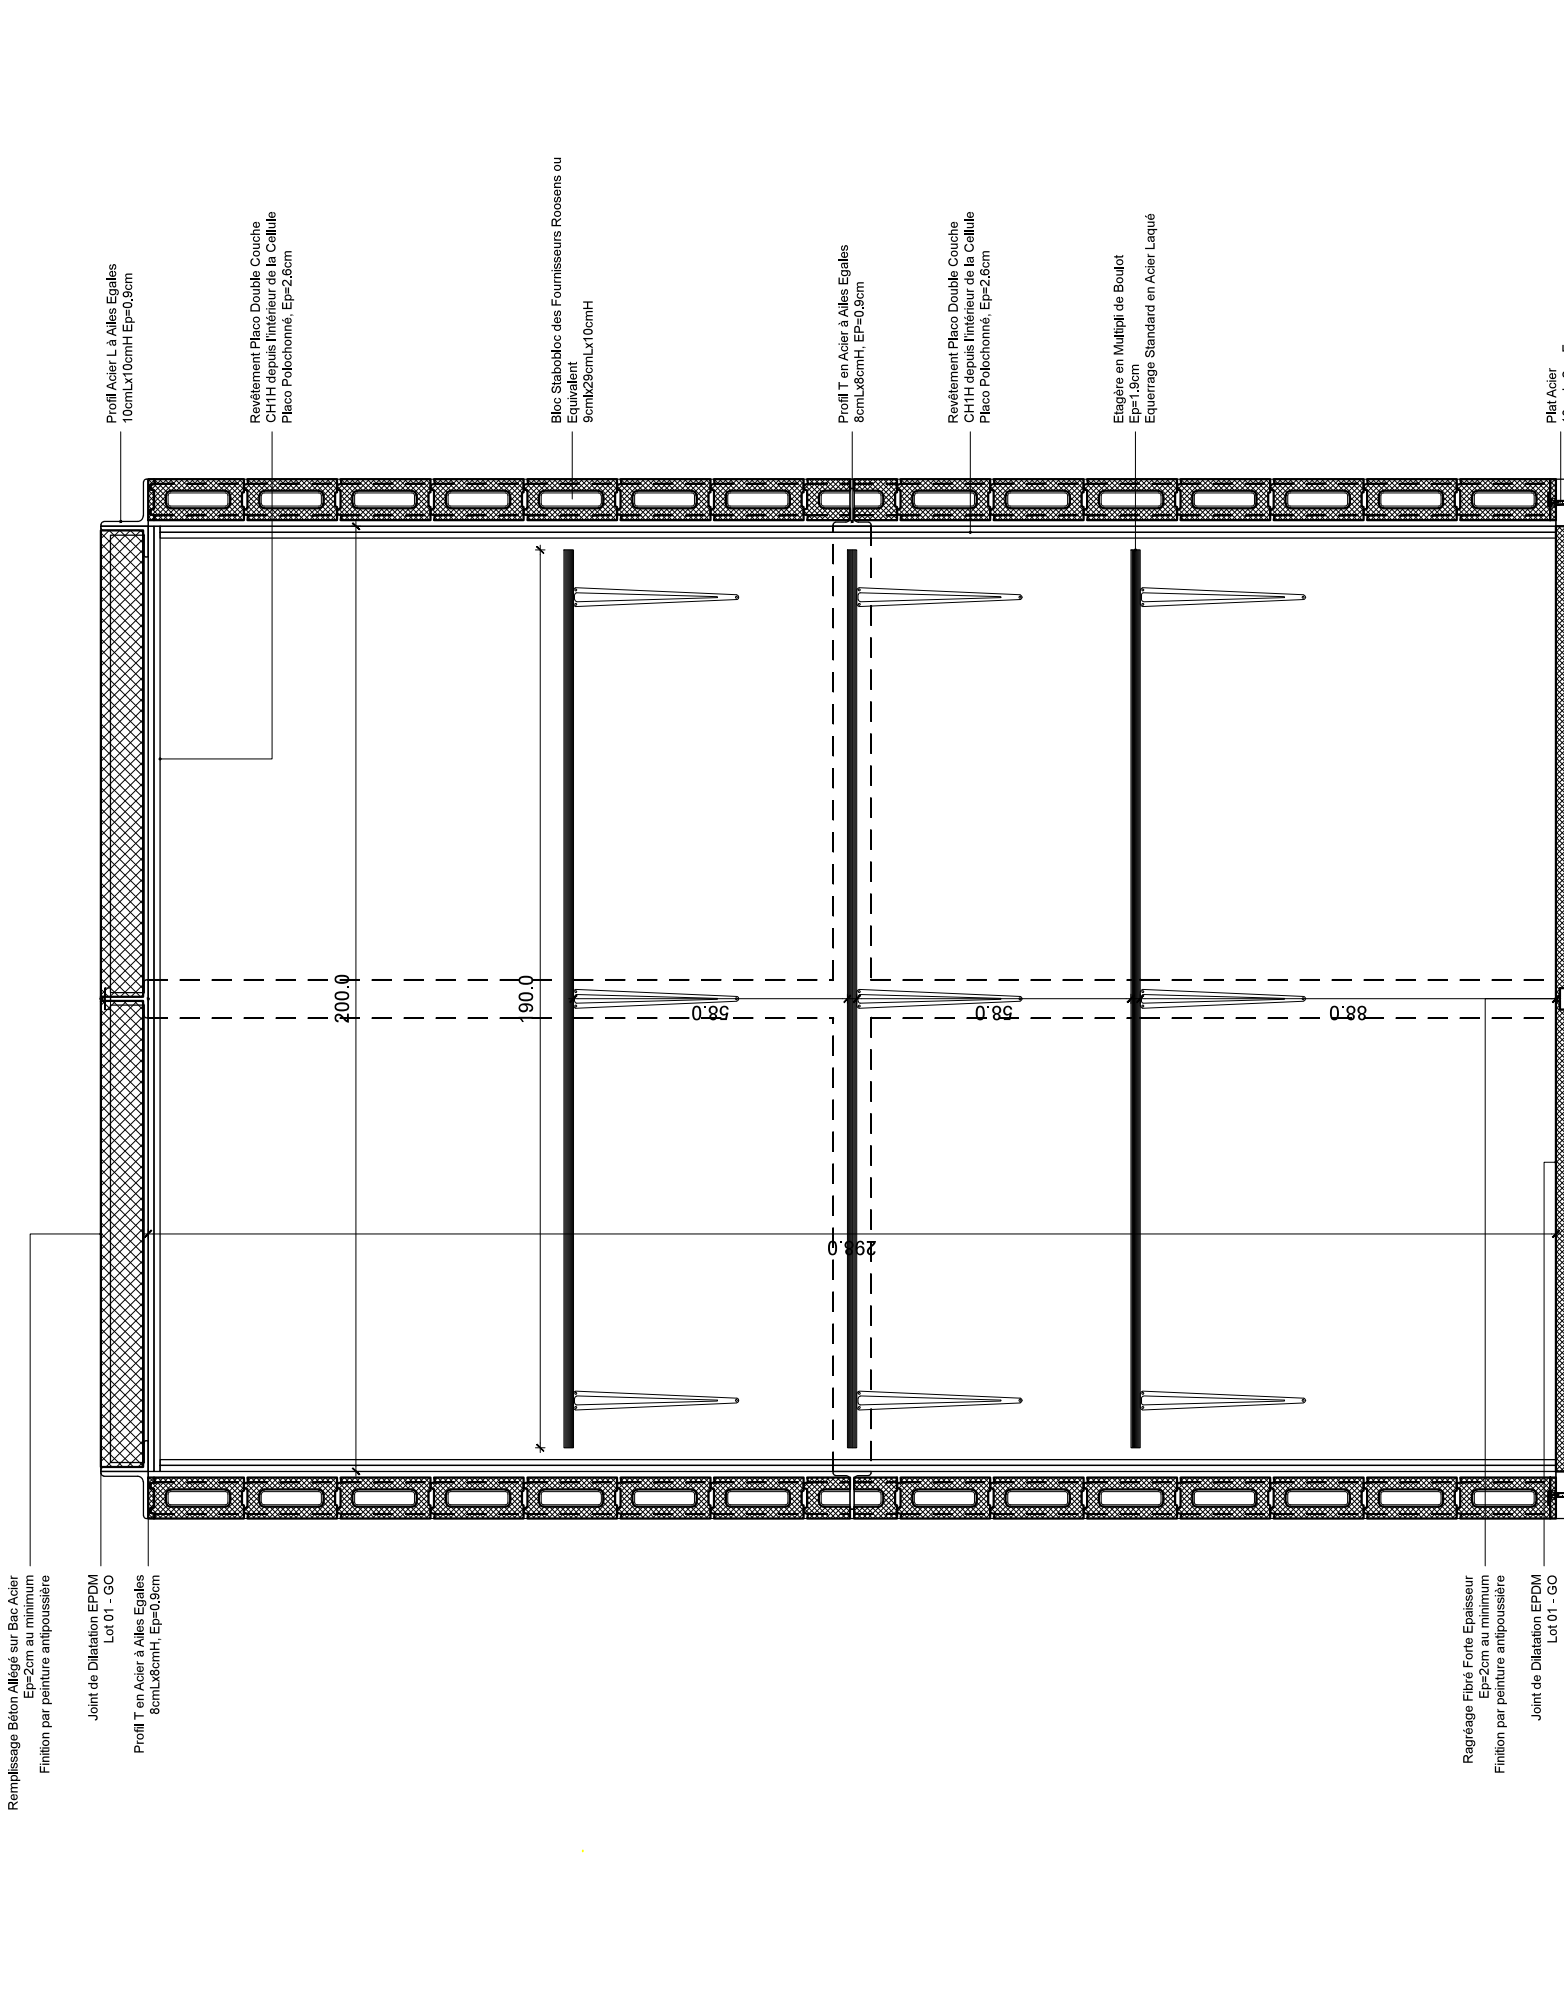 Profil Acier L à Ailes Egales
10cmLx10cmH Ep=0.9cm
Revêtement Placo Double Couche
CH1H depuis l'intérieur de la Cellule
Placo Polochonné, Ep=2.6cm
Bloc Stabobloc des Fournisseurs Roosens ou
Equivalent
9cmlx29cmLx10cmH
Profil T en Acier à Ailes Egales
8cmLx8cmH, EP=0.9cm
Revêtement Placo Double Couche
CH1H depuis l'intérieur de la Cellule
Placo Polochonné, Ep=2.6cm
Etagère en Multipli de Boulot
Ep=1.9cm
Equerrage Standard en Acier Laqué
Plat Acier
200.0
190.0
58.0
58.0
88.0
298.0
Remplissage Béton Allégé sur Bac Acier
Ep=2cm au minimum
Finition par peinture antipoussière
Joint de Dilatation EPDM
Lot 01 - GO
Profil T en Acier à Ailes Egales
8cmLx8cmH, Ep=0.9cm
Ragréage Fibré Forte Epaisseur
Ep=2cm au minimum
Finition par peinture antipoussière
Joint de Dilatation EPDM
Lot 01 - GO